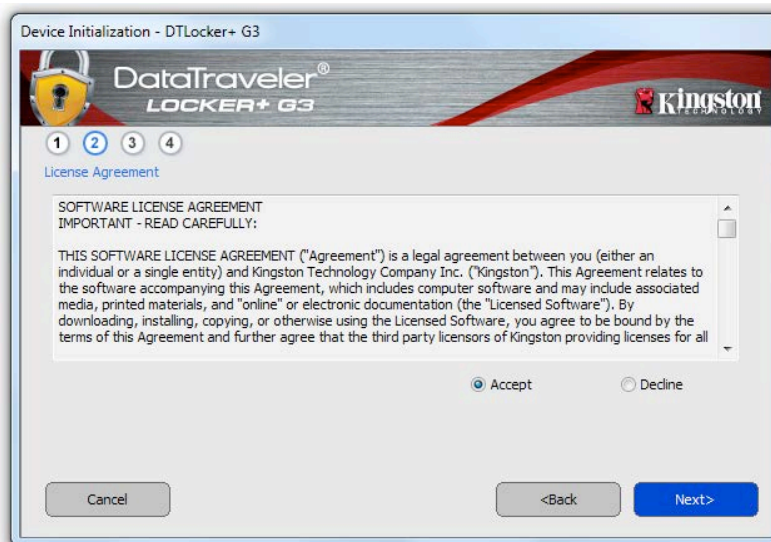 Device Initialization - DTLocker+ G3
DataTraveler®
LOCKER+ G3
Kingston
TECHNOLOGY
1 2 3 4
License Agreement
SOFTWARE LICENSE AGREEMENT
IMPORTANT - READ CAREFULLY:
THIS SOFTWARE LICENSE AGREEMENT ("Agreement") is a legal agreement between you (either an
individual or a single entity) and Kingston Technology Company Inc. ("Kingston"). This Agreement relates to
the software accompanying this Agreement, which includes computer software and may include associated
media, printed materials, and "online" or electronic documentation (the "Licensed Software"). By
downloading, installing, copying, or otherwise using the Licensed Software, you agree to be bound by the
terms of this Agreement and further agree that the third party licensors of Kingston providing licenses for all
Accept Decline
Cancel <Back Next>